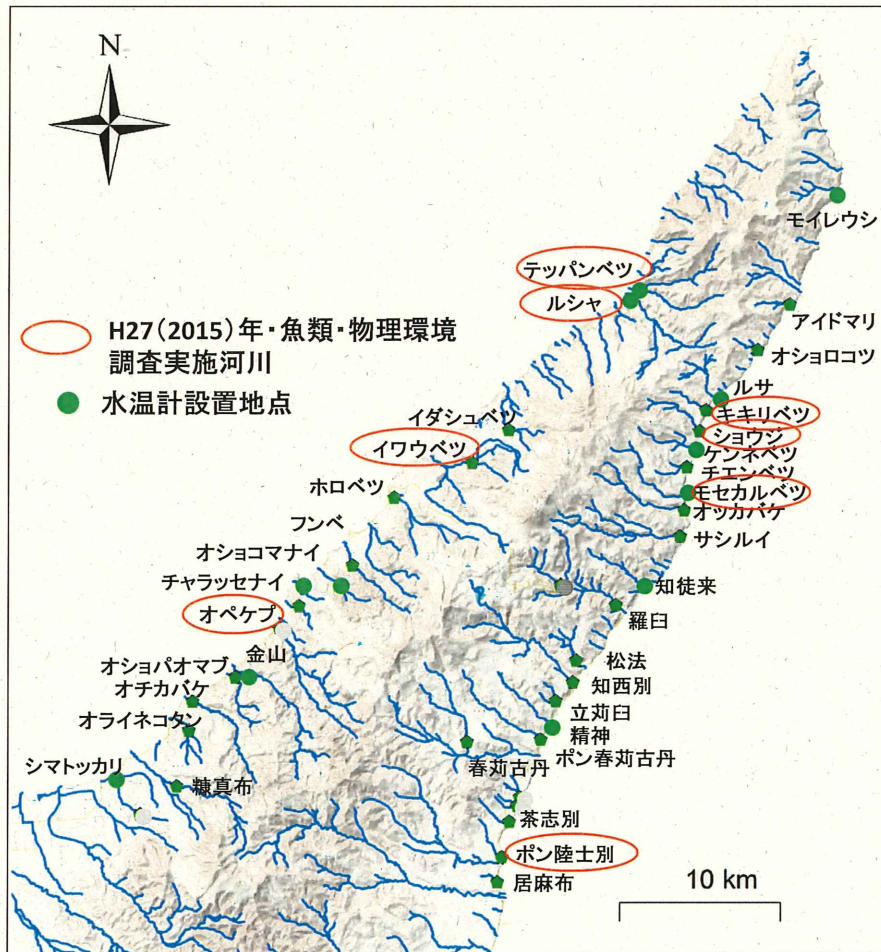 N
モイレウシ
テッパンベツ
ルシャ
アイドマリ
H27(2015)年・魚類・物理環境
調査実施河川
オショロコツ
水温計設置地点
ルサ
キキリベツ
イダシュベツ
ショウジ
イワウベツ
ケンネベツ
チエンベツ
ホロベツ
モセカルベツ
オッカバケ
フンベ
サシルイ
オショコマナイ
チャラッセナイ
知徒来
オペケプ
羅臼
金山
松法
オショパオマブ
知西別
オチカバケ
立苅臼
オライネコタン
精神
ポン春苅古丹
春苅古丹
シマトッカリ
糠真布
茶志別
ポン陸士別
10 km
居麻布